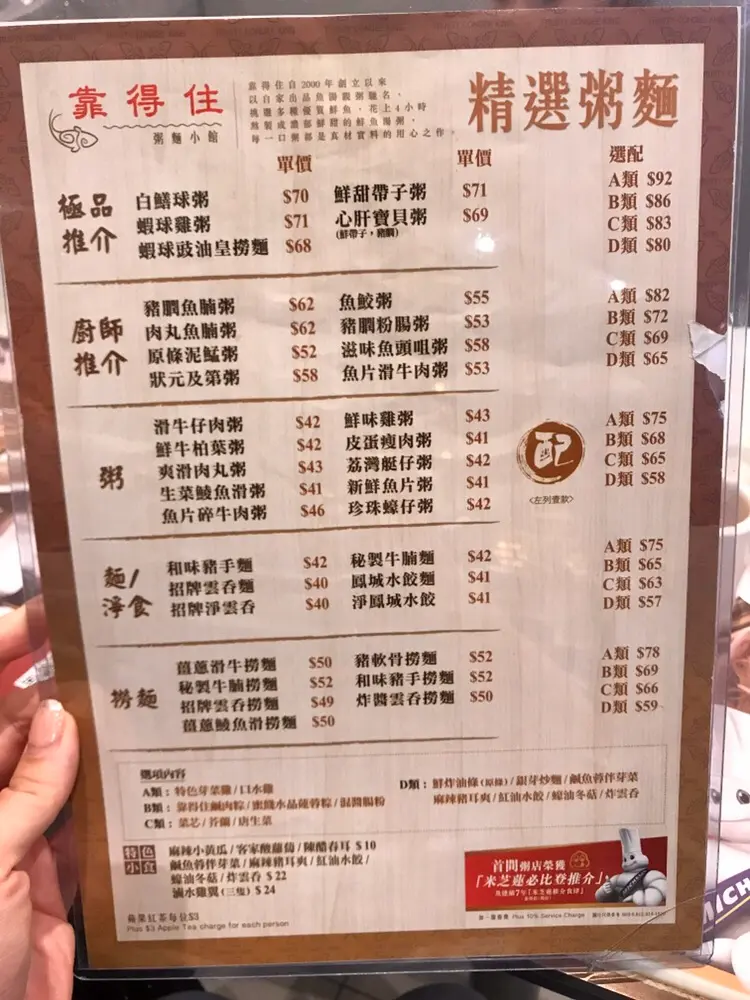 靠得住
粥麵小館
靠得住自2000年創立以來
以自家出品魚湯靚粥馳名，
挑選多種優質鮮魚，花上4小時
熬製成濃郁鮮甜的鮮魚湯粥，
每一口粥都是真材實料的用心之作。
精選粥麵
單價 單價 選配
極品推介
白鱔球粥 $70 鮮甜帶子粥 $71
蝦球雞粥 $71 心肝寶貝粥 $69
(鮮帶子，豬膶)
蝦球豉油皇撈麵 $68
A類 $92
B類 $86
C類 $83
D類 $80
廚師推介
豬膶魚腩粥 $62 魚鮫粥 $55
肉丸魚腩粥 $62 豬膶粉腸粥 $53
原條泥鯭粥 $52 滋味魚頭咀粥 $58
狀元及第粥 $58 魚片滑牛肉粥 $53
A類 $82
B類 $72
C類 $69
D類 $65
粥
滑牛仔肉粥 $42 鮮味雞粥 $43
鮮牛柏葉粥 $42 皮蛋瘦肉粥 $41
爽滑肉丸粥 $43 荔灣艇仔粥 $42
生菜鯪魚滑粥 $41 新鮮魚片粥 $41
魚片碎牛肉粥 $46 珍珠蠔仔粥 $42
配
<左列壹款>
A類 $75
B類 $68
C類 $65
D類 $58
麵/淨食
和味豬手麵 $42 秘製牛腩麵 $42
招牌雲吞麵 $40 鳳城水餃麵 $41
招牌淨雲吞 $40 淨鳳城水餃 $41
A類 $75
B類 $65
C類 $63
D類 $57
撈麵
薑蔥滑牛撈麵 $50 豬軟骨撈麵 $52
秘製牛腩撈麵 $52 和味豬手撈麵 $52
招牌雲吞撈麵 $49 炸醬雲吞撈麵 $50
薑蔥鯪魚滑撈麵 $50
A類 $78
B類 $69
C類 $66
D類 $59
選項內容
A類：特色芽菜雞/口水雞
B類：靠得住鹹肉粽/蜜餞水晶蓮蓉粽/混醬腸粉
C類：菜芯/芥蘭/唐生菜
D類：鮮炸油條(原條)/銀芽炒麵/鹹魚蓉伴芽菜
麻辣豬耳爽/紅油水餃/蠔油冬菇/炸雲吞
特色小食
麻辣小黃瓜/客家酸蘿蔔/陳醋春耳 $10
鹹魚蓉伴芽菜/麻辣豬耳爽/紅油水餃/
蠔油冬菇/炸雲吞 $22
滷水雞翼(三隻) $24
蘋果紅茶每位$3
Plus $3 Apple Tea charge for each person
首間粥店榮獲
「米芝蓮必比登推介」
Plus 10% Service Charge
MICH